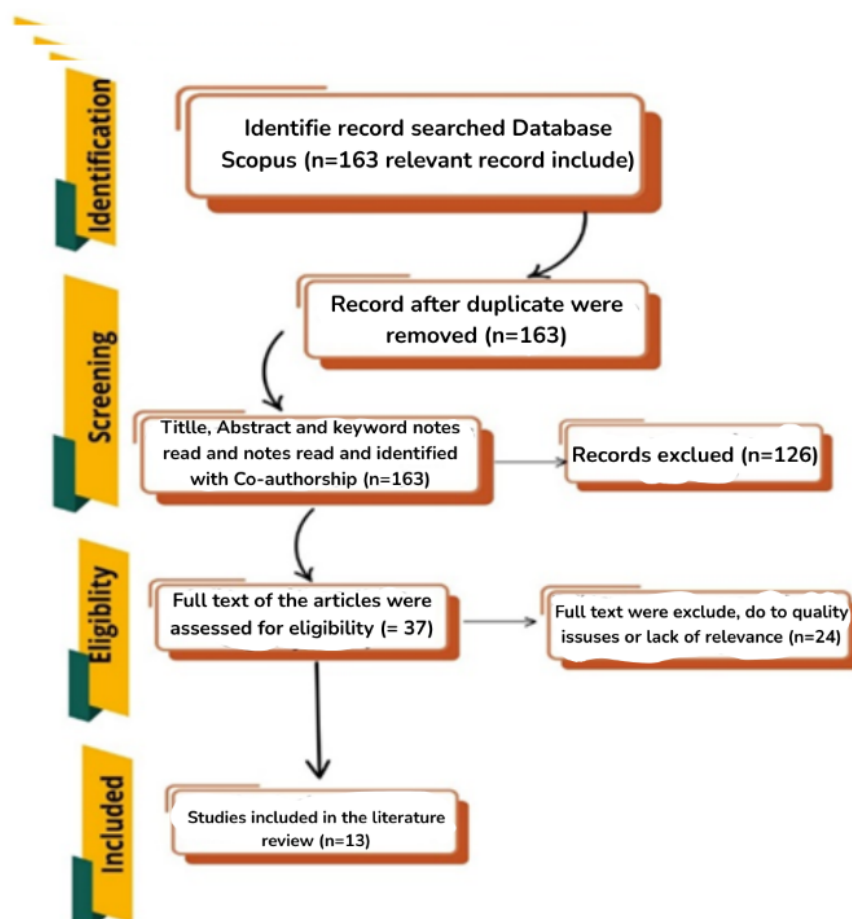 Identification
Identifie record searched Database
Scopus (n=163 relevant record include)
Screening
Record after duplicate were
removed (n=163)
Titlle, Abstract and keyword notes
read and notes read and identified
with Co-authorship (n=163)
Records exclued (n=126)
Eligiblity
Full text of the articles were
assessed for eligibility (= 37)
Full text were exclude, do to quality
issuses or lack of relevance (n=24)
Included
Studies included in the literature
review (n=13)